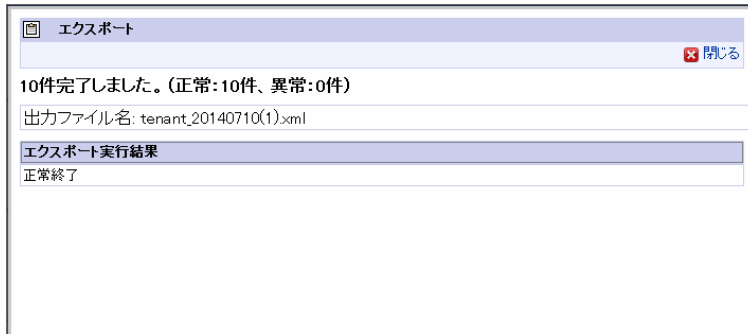 エクスポート
閉じる
10件完了しました。(正常:10件、異常:0件)
出力ファイル名: tenant_20140710(1).xml
エクスポート実行結果
正常終了